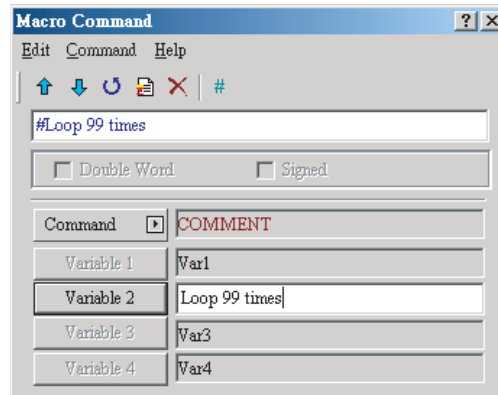 Macro Command
Edit Command Help
#
#Loop 99 times
Double Word Signed
Command COMMENT
Variable 1 Var1
Variable 2 Loop 99 times
Variable 3 Var3
Variable 4 Var4